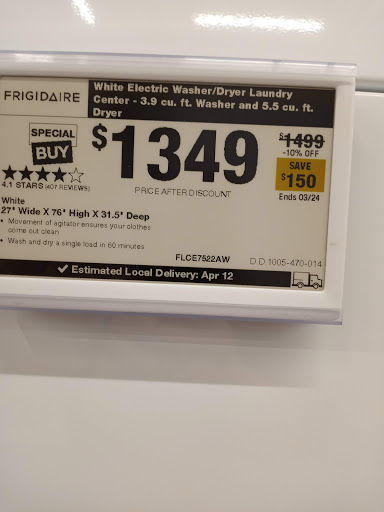 FRIGIDAIRE
White Electric Washer/Dryer Laundry
Center - 3.9 cu. ft. Washer and 5.5 cu. ft.
Dryer
SPECIAL
BUY
$1349
PRICE AFTER DISCOUNT
$1499
-10% OFF
SAVE
$150
Ends 03/24
4.1 STARS (407 REVIEWS)
White
27" Wide X 76" High X 31.5" Deep
• Movement of agitator ensures your clothes
come out clean
• Wash and dry a single load in 60 minutes
FLCE7522AW
D.D.1005-470-014
✓ Estimated Local Delivery: Apr 12